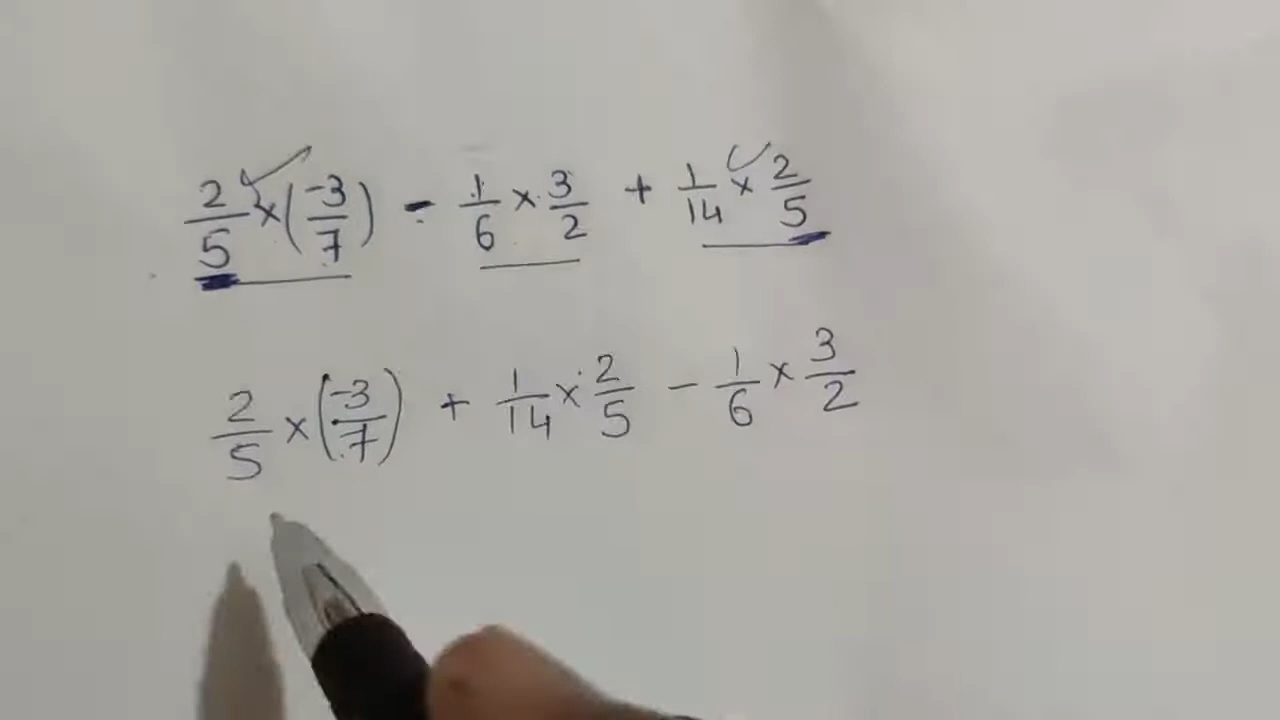 2/5 × (-3/7) - 1/6 × 3/2 + 1/14 × 2/5
2/5 × (-3/7) + 1/14 × 2/5 - 1/6 × 3/2